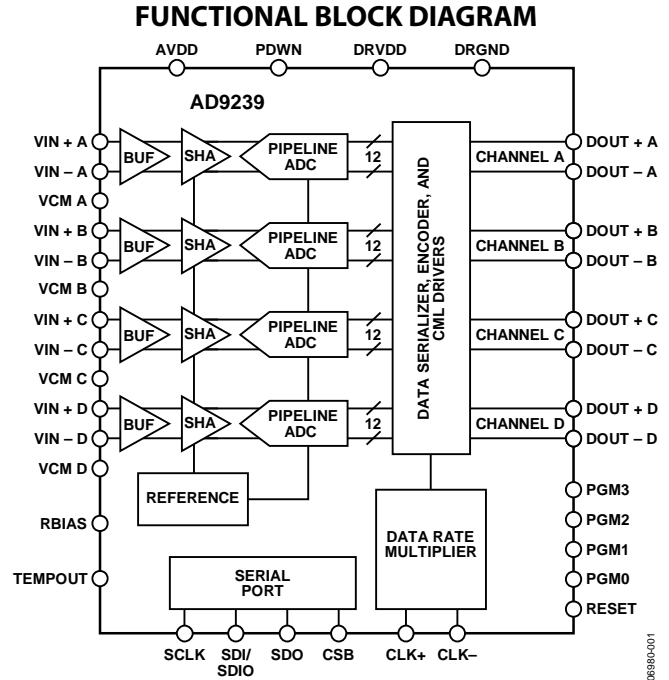 FUNCTIONAL BLOCK DIAGRAM
AVDD PDWN DRVDD DRGND
AD9239
VIN + A
BUF
SHA
PIPELINE
ADC
12
CHANNEL A
DOUT + A
VIN – A
DOUT – A
VCM A
VIN + B
BUF
SHA
PIPELINE
ADC
12
CHANNEL B
DOUT + B
VIN – B
DOUT – B
VCM B
VIN + C
BUF
SHA
PIPELINE
ADC
12
CHANNEL C
DOUT + C
VIN – C
DOUT – C
VCM C
VIN + D
BUF
SHA
PIPELINE
ADC
12
CHANNEL D
DOUT + D
VIN – D
DOUT – D
VCM D
DATA SERIALIZER, ENCODER, AND
CML DRIVERS
REFERENCE
RBIAS
TEMPOUT
DATA RATE
MULTIPLIER
SERIAL
PORT
PGM3
PGM2
PGM1
PGM0
RESET
SCLK
SDI/
SDIO
SDO
CSB
CLK+
CLK–
06980-001